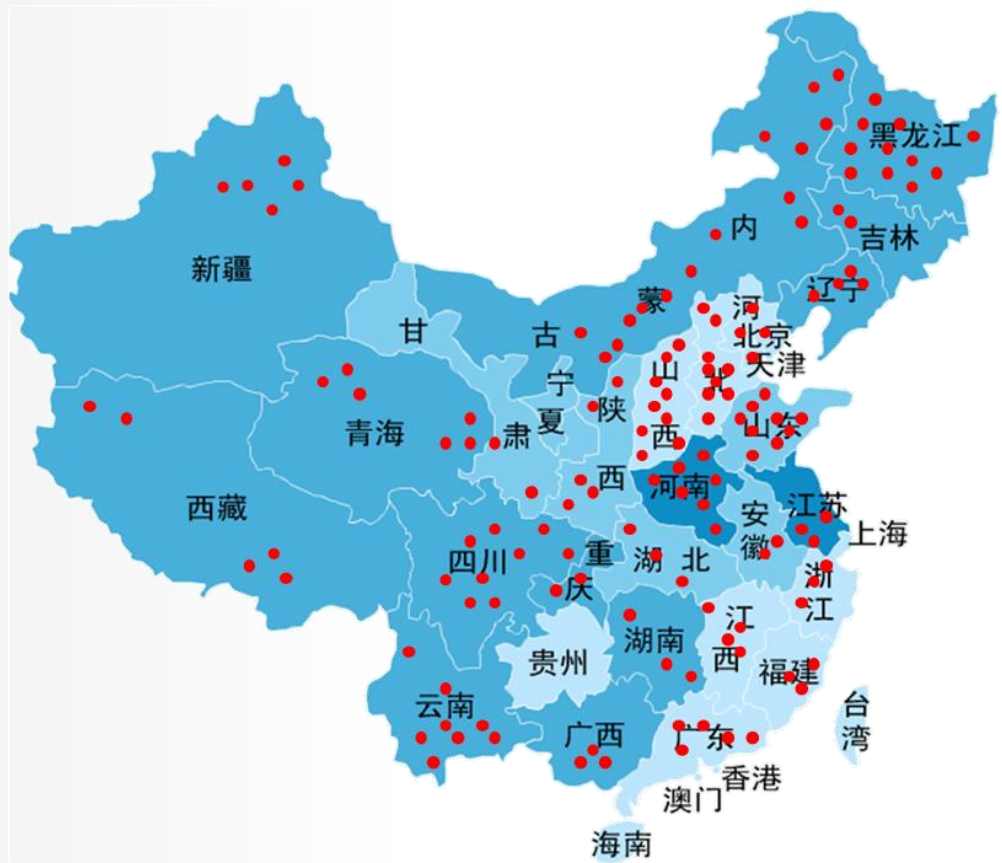 黑龙江
内
吉林
新疆
辽宁
蒙
河
古
北京
甘
天津
山
宁
北
陕
夏
山东
青海
肃
西
西
河南
西藏
江苏
安
上海
徽
重
四川
湖北
浙
庆
江
江
湖南
西
贵州
福建
云南
台
湾
广西
广东
香港
澳门
海南